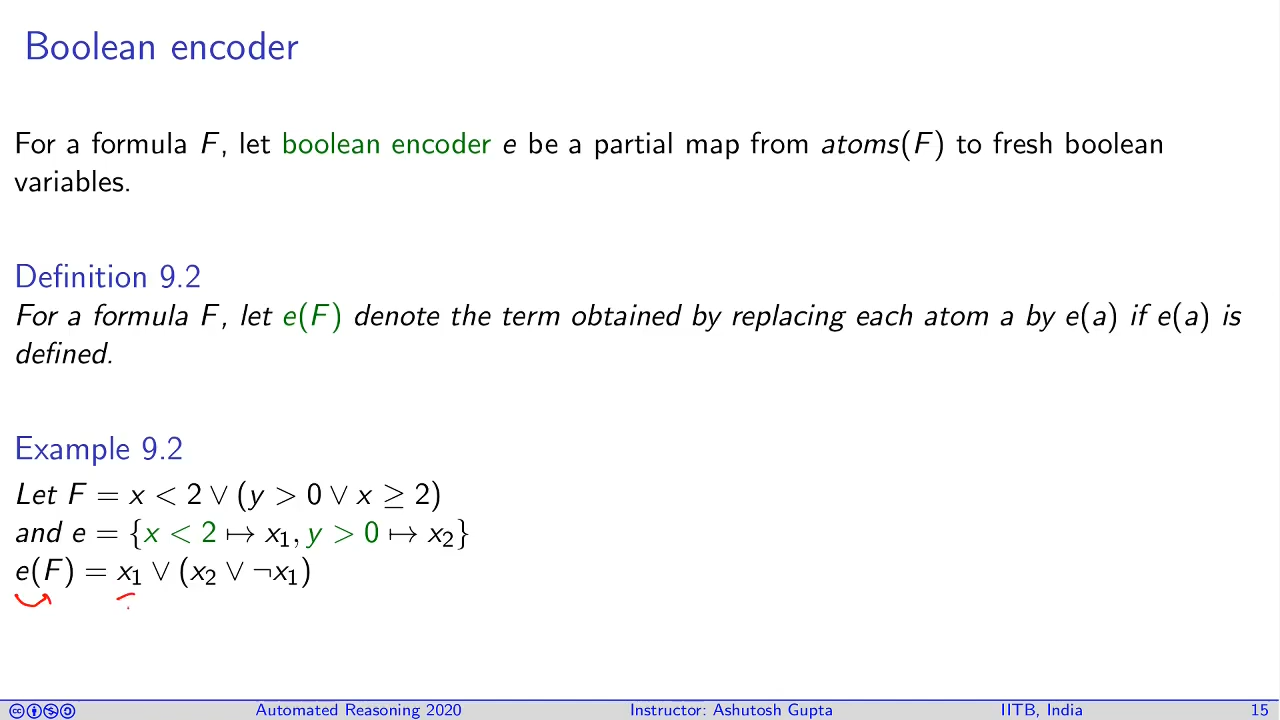 Boolean encoder
For a formula F, let boolean encoder e be a partial map from atoms(F) to fresh boolean
variables.
Definition 9.2
For a formula F, let e(F) denote the term obtained by replacing each atom a by e(a) if e(a) is
defined.
Example 9.2
Let F = x < 2 ∨ (y > 0 ∨ x ≥ 2)
and e = {x < 2 ↦ x₁, y > 0 ↦ x₂}
e(F) = x₁ ∨ (x₂ ∨ ¬x₁)
Automated Reasoning 2020 Instructor: Ashutosh Gupta IITB, India 15